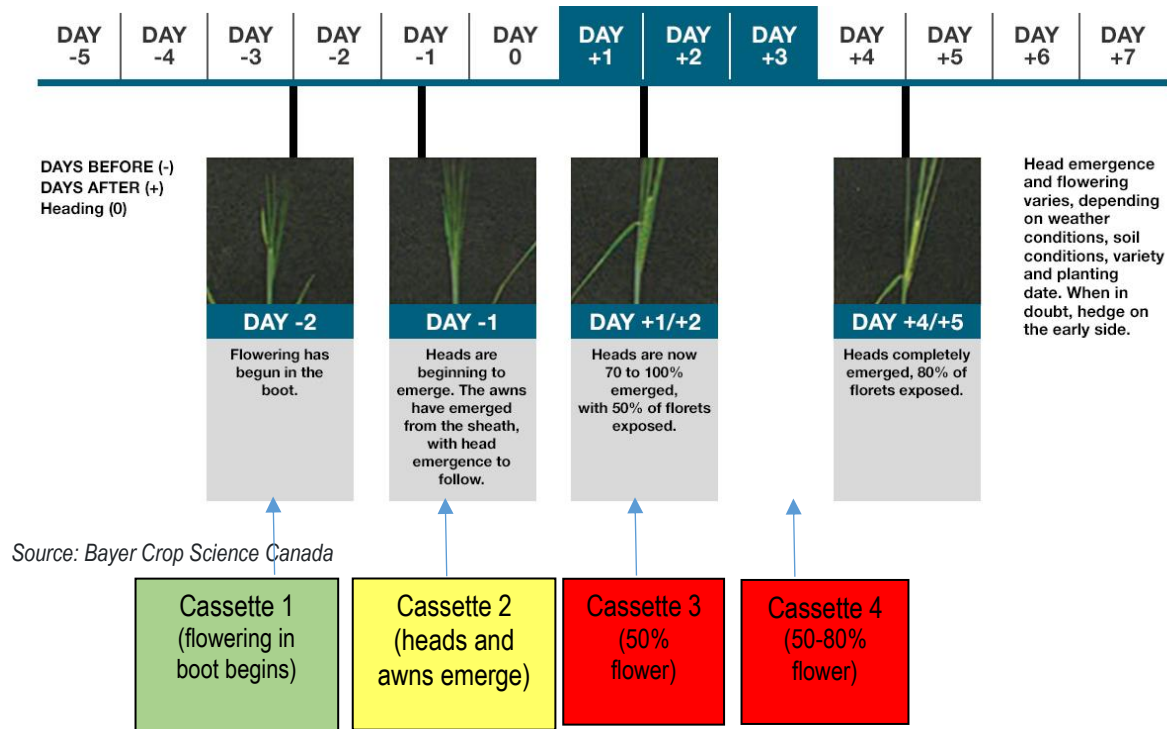 DAY -5 DAY -4 DAY -3 DAY -2 DAY -1 DAY 0 DAY +1 DAY +2 DAY +3 DAY +4 DAY +5 DAY +6 DAY +7
DAYS BEFORE (-)
DAYS AFTER (+)
Heading (0)
DAY -2
Flowering has
begun in the
boot.
DAY -1
Heads are
beginning to
emerge. The awns
have emerged
from the sheath,
with head
emergence to
follow.
DAY +1/+2
Heads are now
70 to 100%
emerged,
with 50% of florets
exposed.
DAY +4/+5
Heads completely
emerged, 80% of
florets exposed.
Head emergence
and flowering
varies, depending
on weather
conditions, soil
conditions, variety
and planting
date. When in
doubt, hedge on
the early side.
Source: Bayer Crop Science Canada
Cassette 1
(flowering in
boot begins)
Cassette 2
(heads and
awns emerge)
Cassette 3
(50%
flower)
Cassette 4
(50-80%
flower)